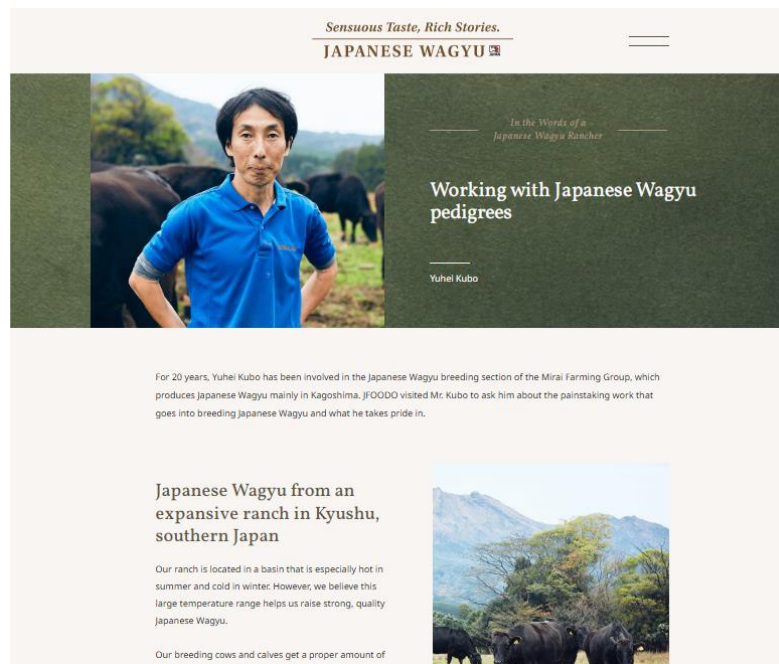 Sensuous Taste, Rich Stories.
JAPANESE WAGYU
In the Words of a
Japanese Wagyu Rancher
Working with Japanese Wagyu
pedigrees
Yuhei Kubo
For 20 years, Yuhei Kubo has been involved in the Japanese Wagyu breeding section of the Mirai Farming Group, which
produces Japanese Wagyu mainly in Kagoshima. JFOODO visited Mr. Kubo to ask him about the painstaking work that
goes into breeding Japanese Wagyu and what he takes pride in.
Japanese Wagyu from an
expansive ranch in Kyushu,
southern Japan
Our ranch is located in a basin that is especially hot in
summer and cold in winter. However, we believe this
large temperature range helps us raise strong, quality
Japanese Wagyu.
Our breeding cows and calves get a proper amount of